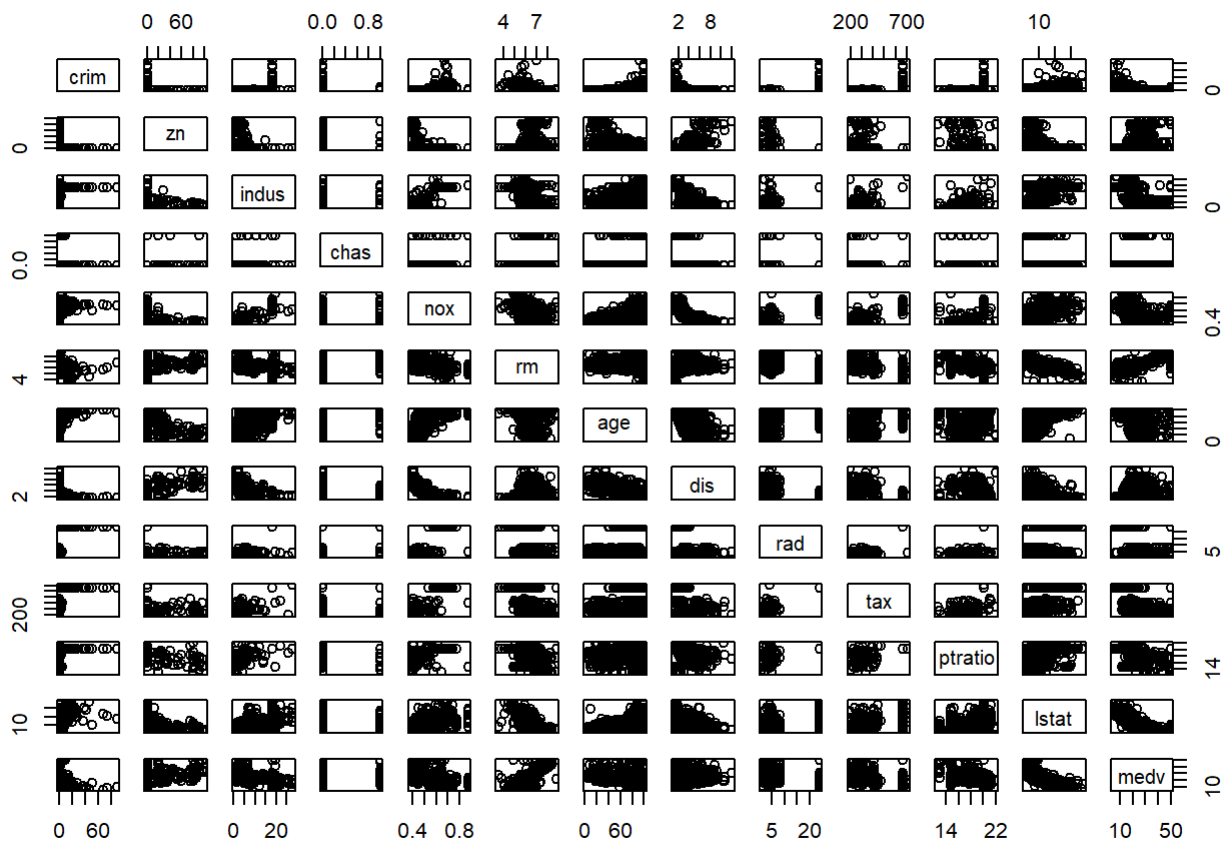 0 60 0.0 0.8 4 7 2 8 200 700 10
crim 0
0 zn
indus 0
0.0 chas
nox 0.4
4 rm
age 0
2 dis
rad 5
200 tax
ptratio 14
10 lstat
medv 10
0 60 0 20 0.4 0.8 0 60 5 20 14 22 10 50